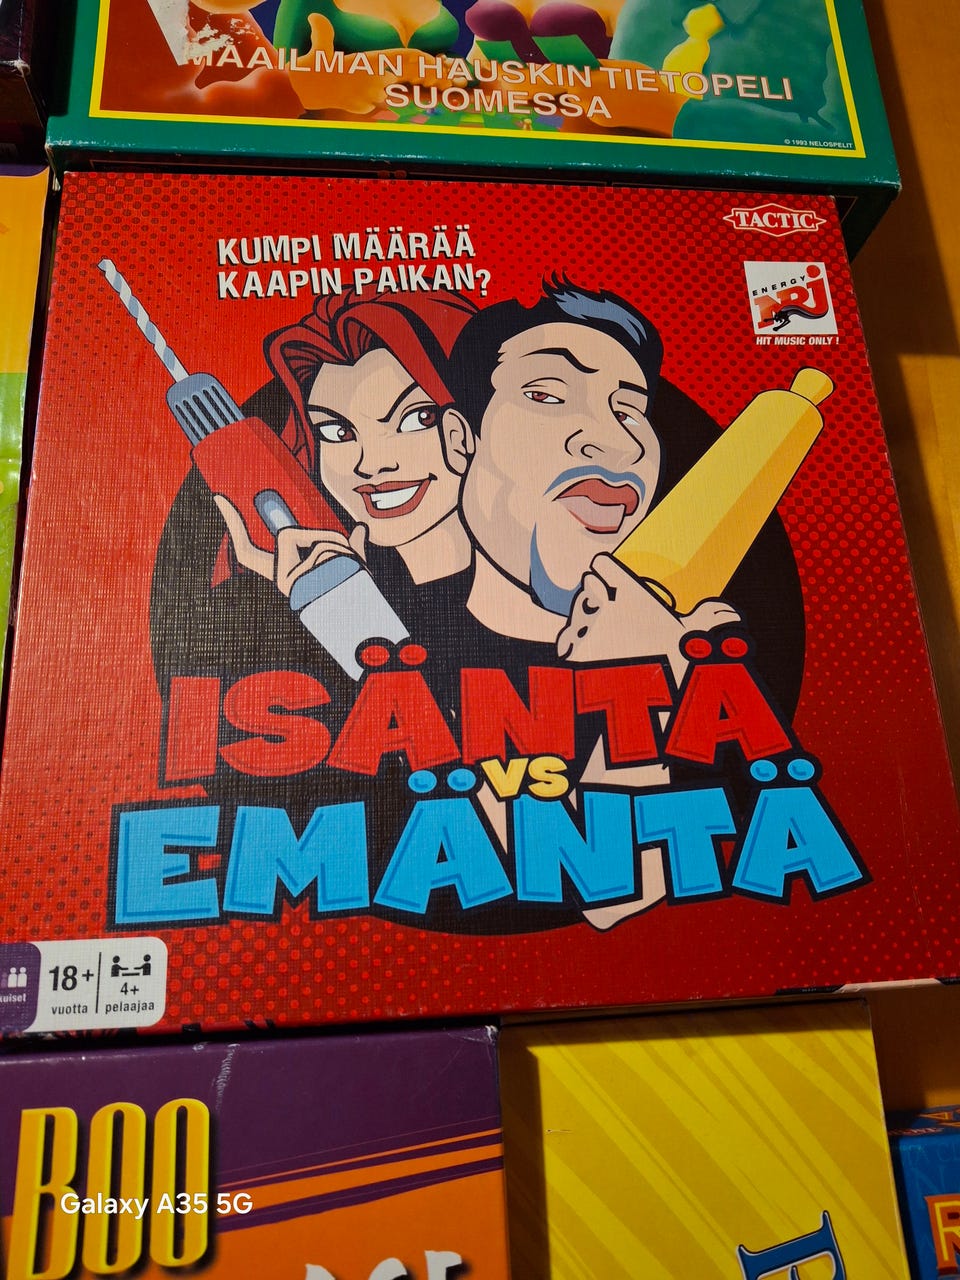 MAAILMAN HAUSKIN TIETOPELI
SUOMESSA
© 1993 NELOSPELIT
TACTIC
KUMPI MÄÄRÄÄ
KAAPIN PAIKAN?
ENERGY
NRJ
HIT MUSIC ONLY !
ISÄNTÄ
VS
EMÄNTÄ
18+
vuotta
4+
pelaajaa
BOO
Galaxy A35 5G